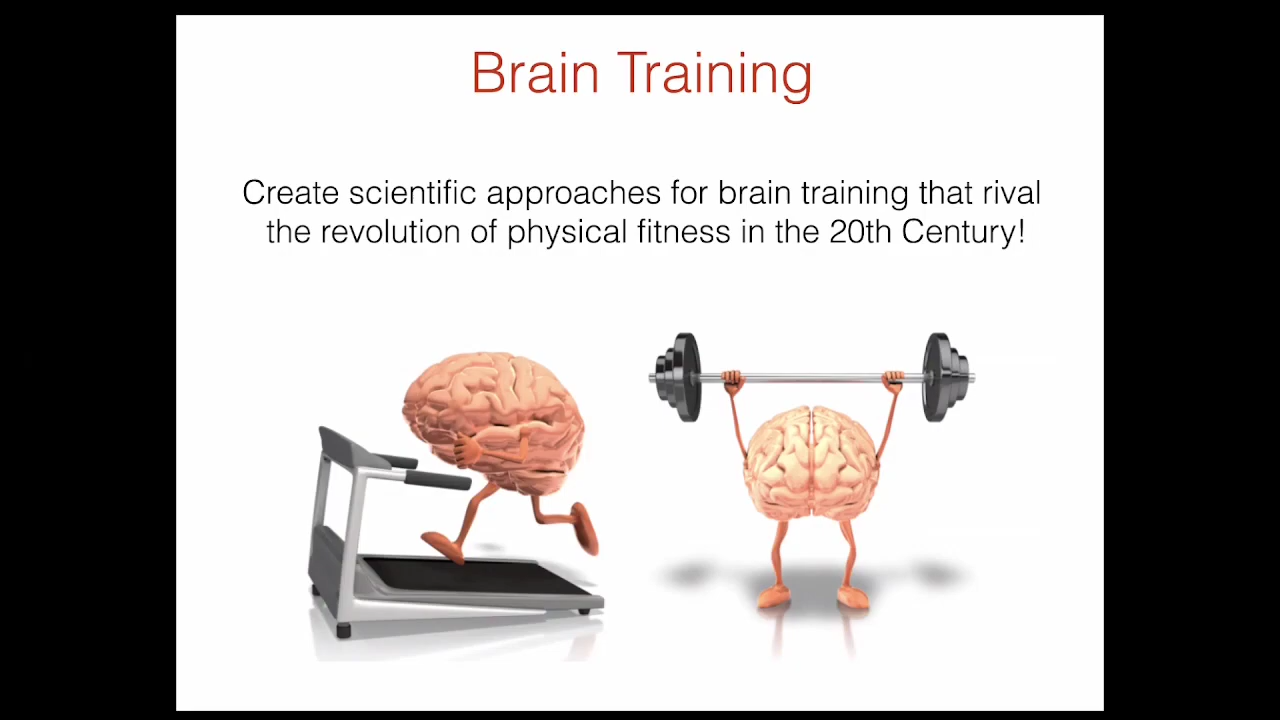 Brain Training
Create scientific approaches for brain training that rival
the revolution of physical fitness in the 20th Century!